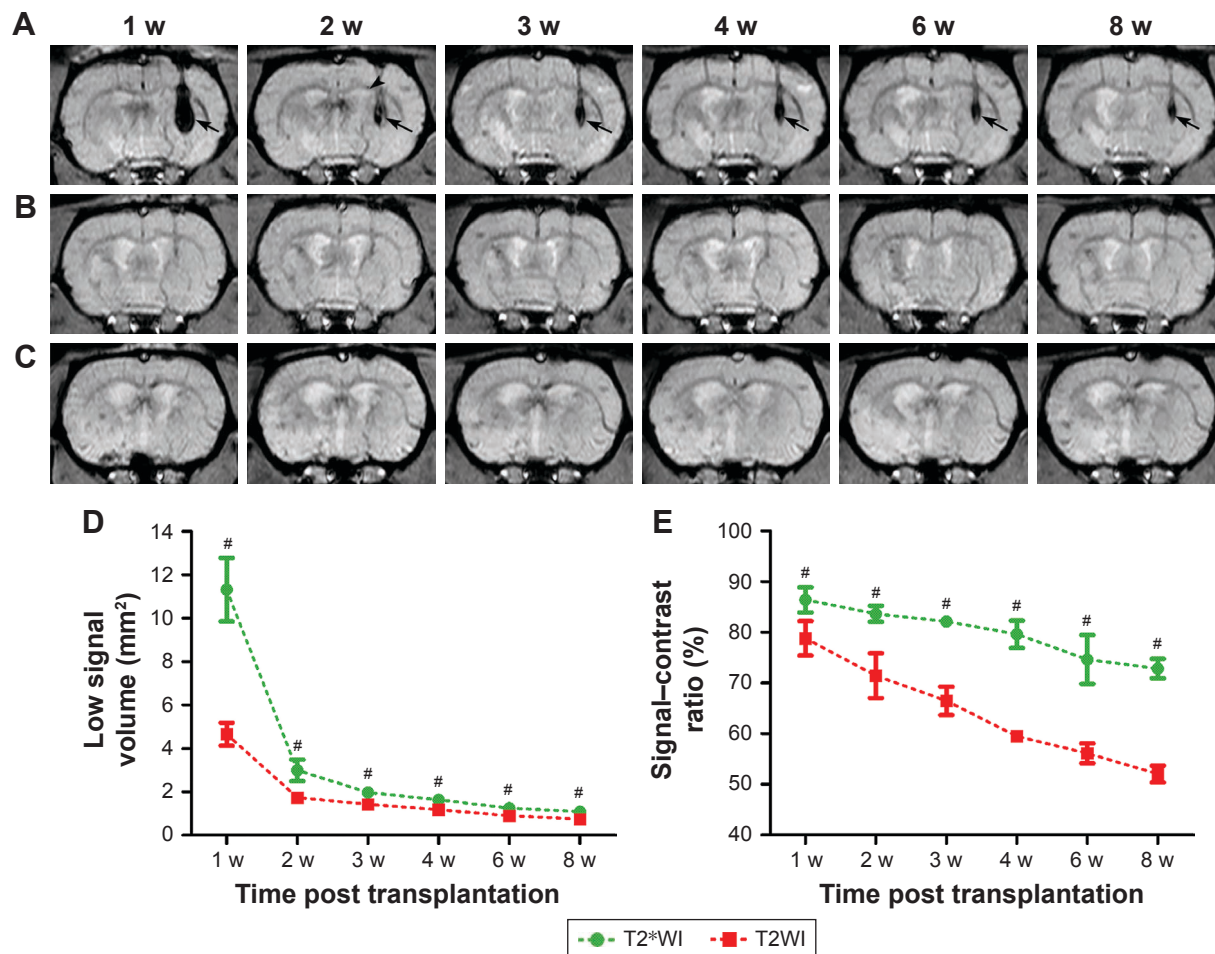 A
1 w 2 w 3 w 4 w 6 w 8 w
B
C
D
Low signal
volume (mm²)
14
12
10
8
6
4
2
0
# # # # # #
1 w 2 w 3 w 4 w 6 w 8 w
Time post transplantation
E
Signal–contrast
ratio (%)
100
90
80
70
60
50
40
# # # # # #
1 w 2 w 3 w 4 w 6 w 8 w
Time post transplantation
T2*WI T2WI